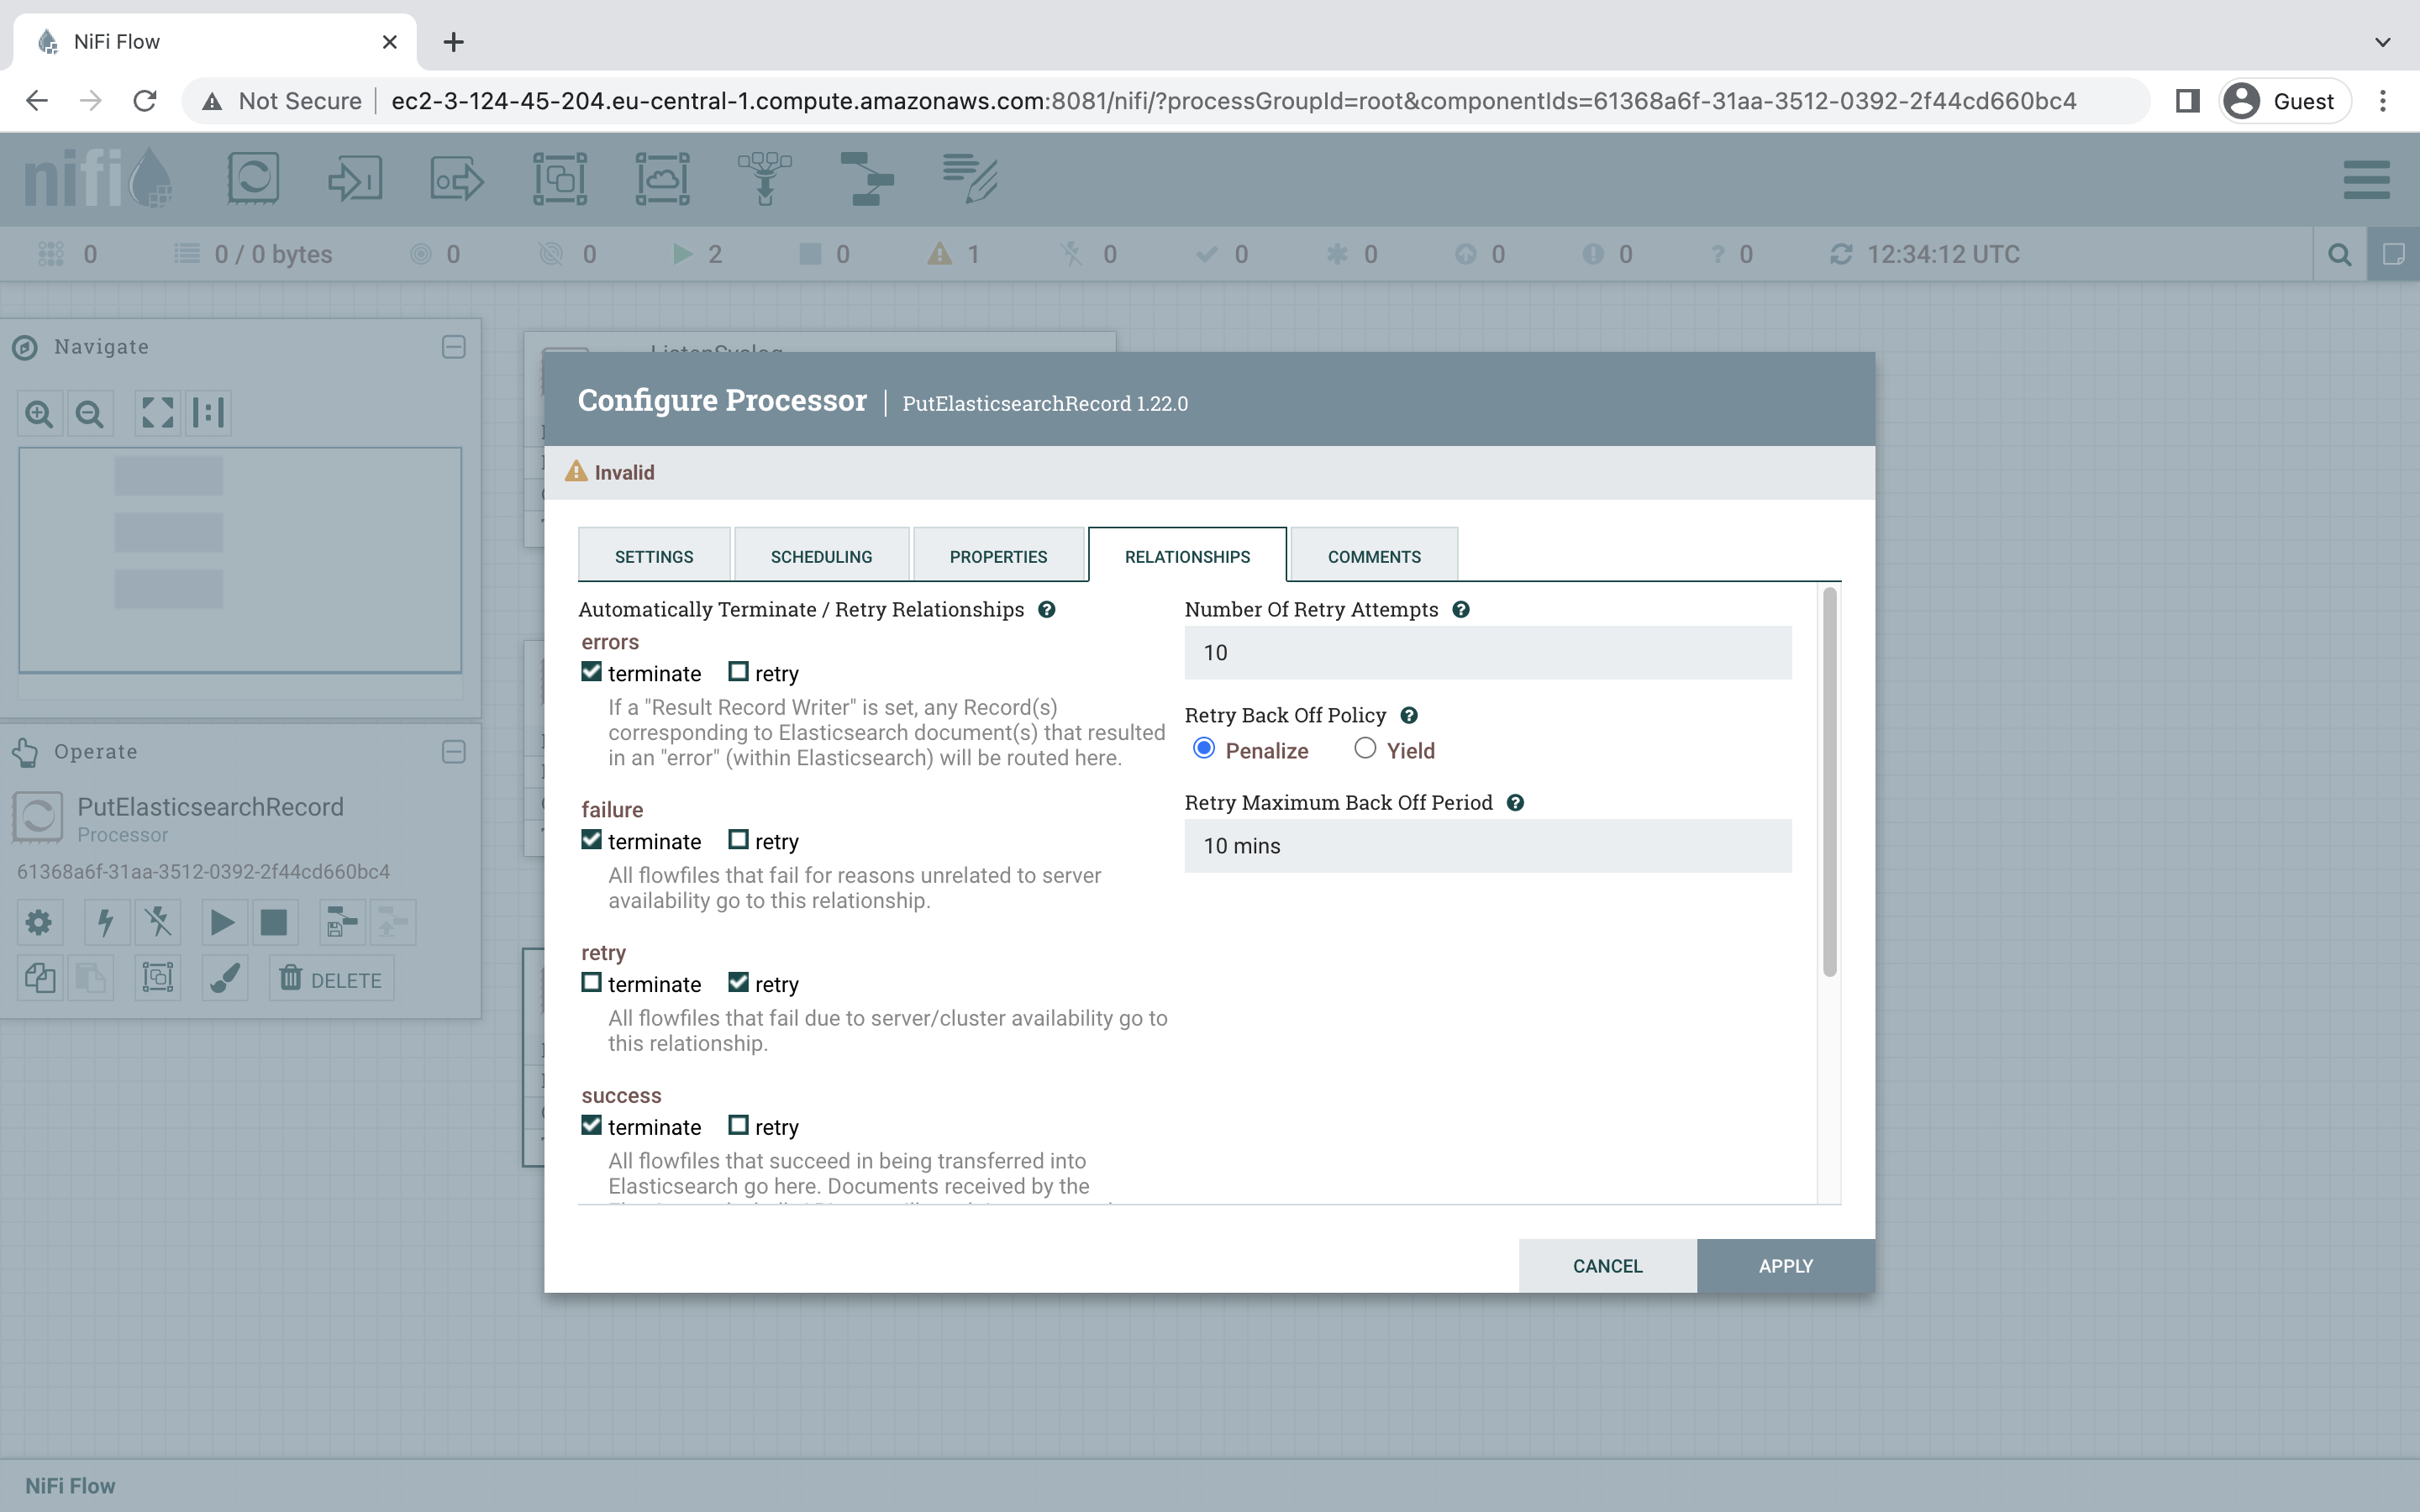 NiFi Flow
Not Secure
ec2-3-124-45-204.eu-central-1.compute.amazonaws.com:8081/nifi/?processGroupId=root&componentIds=61368a6f-31aa-3512-0392-2f44cd660bc4
Guest
nifi
0
0 / 0 bytes
0
0
2
0
1
0
0
0
0
0
0
12:34:12 UTC
Navigate
ListenSyslog
Configure Processor
PutElasticsearchRecord 1.22.0
Invalid
SETTINGS
SCHEDULING
PROPERTIES
RELATIONSHIPS
COMMENTS
Automatically Terminate / Retry Relationships
errors
terminate
retry
If a "Result Record Writer" is set, any Record(s)
corresponding to Elasticsearch document(s) that resulted
in an "error" (within Elasticsearch) will be routed here.
failure
terminate
retry
All flowfiles that fail for reasons unrelated to server
availability go to this relationship.
retry
terminate
retry
All flowfiles that fail due to server/cluster availability go to
this relationship.
success
terminate
retry
All flowfiles that succeed in being transferred into
Elasticsearch go here. Documents received by the
Number Of Retry Attempts
10
Retry Back Off Policy
Penalize
Yield
Retry Maximum Back Off Period
10 mins
CANCEL
APPLY
Operate
PutElasticsearchRecord
Processor
61368a6f-31aa-3512-0392-2f44cd660bc4
DELETE
NiFi Flow